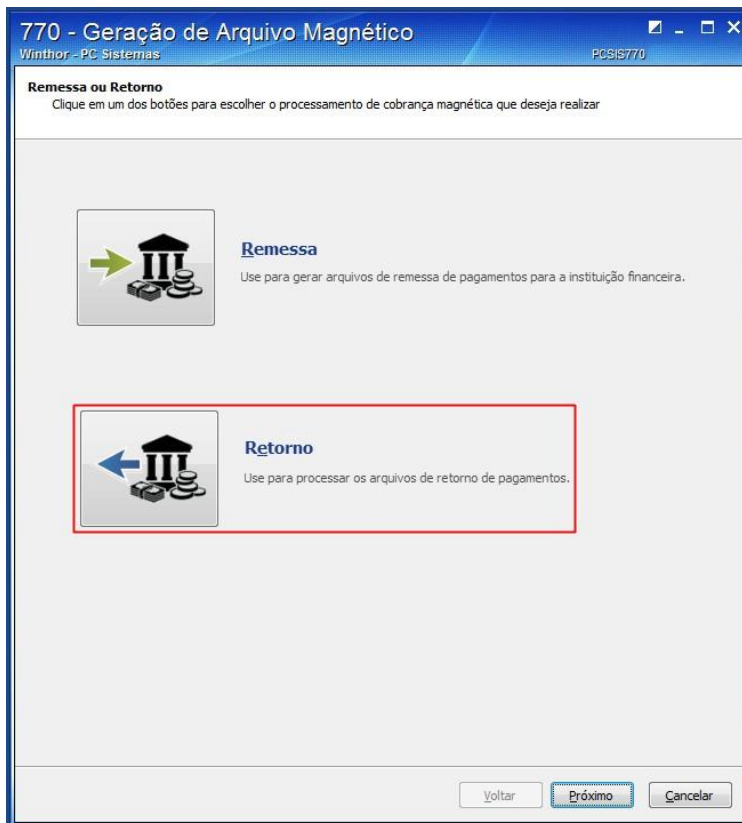 770 - Geração de Arquivo Magnético
Winthor - PC Sistemas
PCSIS770
Remessa ou Retorno
Clique em um dos botões para escolher o processamento de cobrança magnética que deseja realizar
Remessa
Use para gerar arquivos de remessa de pagamentos para a instituição financeira.
Retorno
Use para processar os arquivos de retorno de pagamentos.
Voltar
Próximo
Cancelar